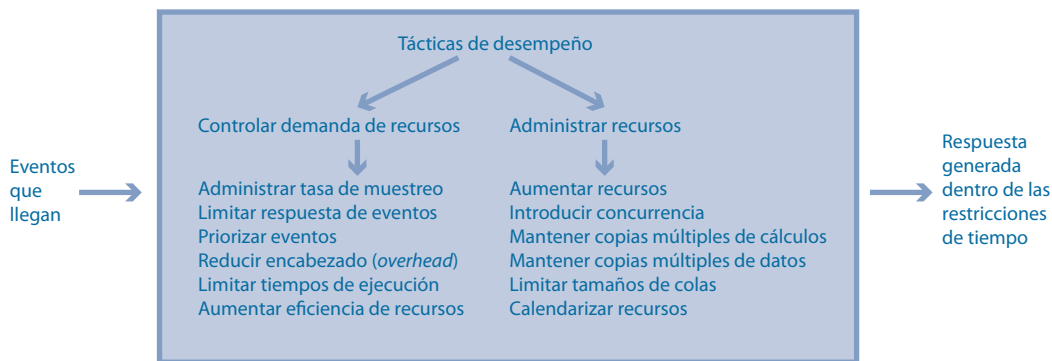 Tácticas de desempeño
Eventos
que
llegan
Controlar demanda de recursos
Administrar tasa de muestreo
Limitar respuesta de eventos
Priorizar eventos
Reducir encabezado (overhead)
Limitar tiempos de ejecución
Aumentar eficiencia de recursos
Administrar recursos
Aumentar recursos
Introducir concurrencia
Mantener copias múltiples de cálculos
Mantener copias múltiples de datos
Limitar tamaños de colas
Calendarizar recursos
Respuesta
generada
dentro de las
restricciones
de tiempo